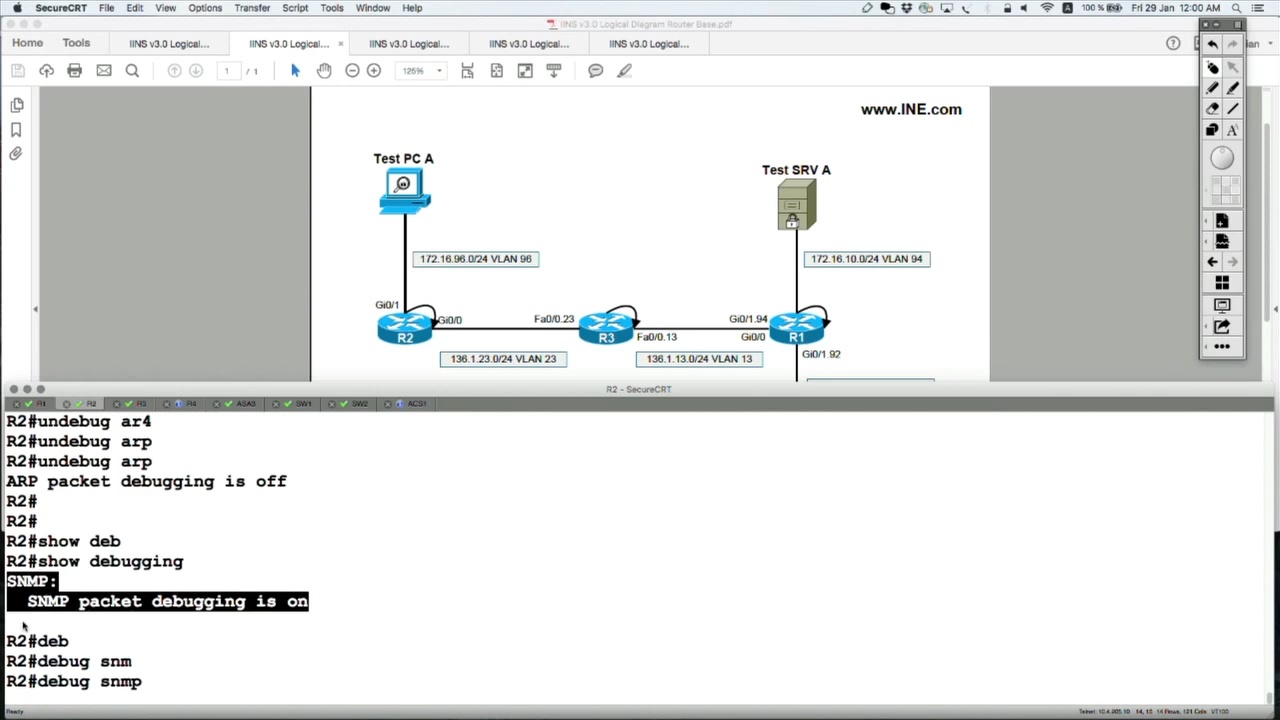 SecureCRT File Edit View Options Transfer Script Tools Window Help
100 % Fri 29 Jan 12:00 AM
IINS v3.0 Logical Diagram Router Base.pdf
Home Tools IINS v3.0 Logical... IINS v3.0 Logical... × IINS v3.0 Logical... IINS v3.0 Logical... IINS v3.0 Logical...
1 / 1 125%
www.INE.com
Test PC A
Test SRV A
172.16.96.0/24 VLAN 96
172.16.10.0/24 VLAN 94
Gi0/1
Gi0/0
Fa0/0.23
Gi0/1.94
R2
R3
R1
Fa0/0.13
Gi0/0
136.1.23.0/24 VLAN 23
136.1.13.0/24 VLAN 13
Gi0/1.92
R2 - SecureCRT
R1 R2 R3 R4 ASA3 SW1 SW2 ACS1
R2#undebug ar4
R2#undebug arp
R2#undebug arp
ARP packet debugging is off
R2#
R2#
R2#show deb
R2#show debugging
SNMP:
SNMP packet debugging is on
R2#deb
R2#debug snm
R2#debug snmp
Ready
14 Rows, 121 Cols VT100